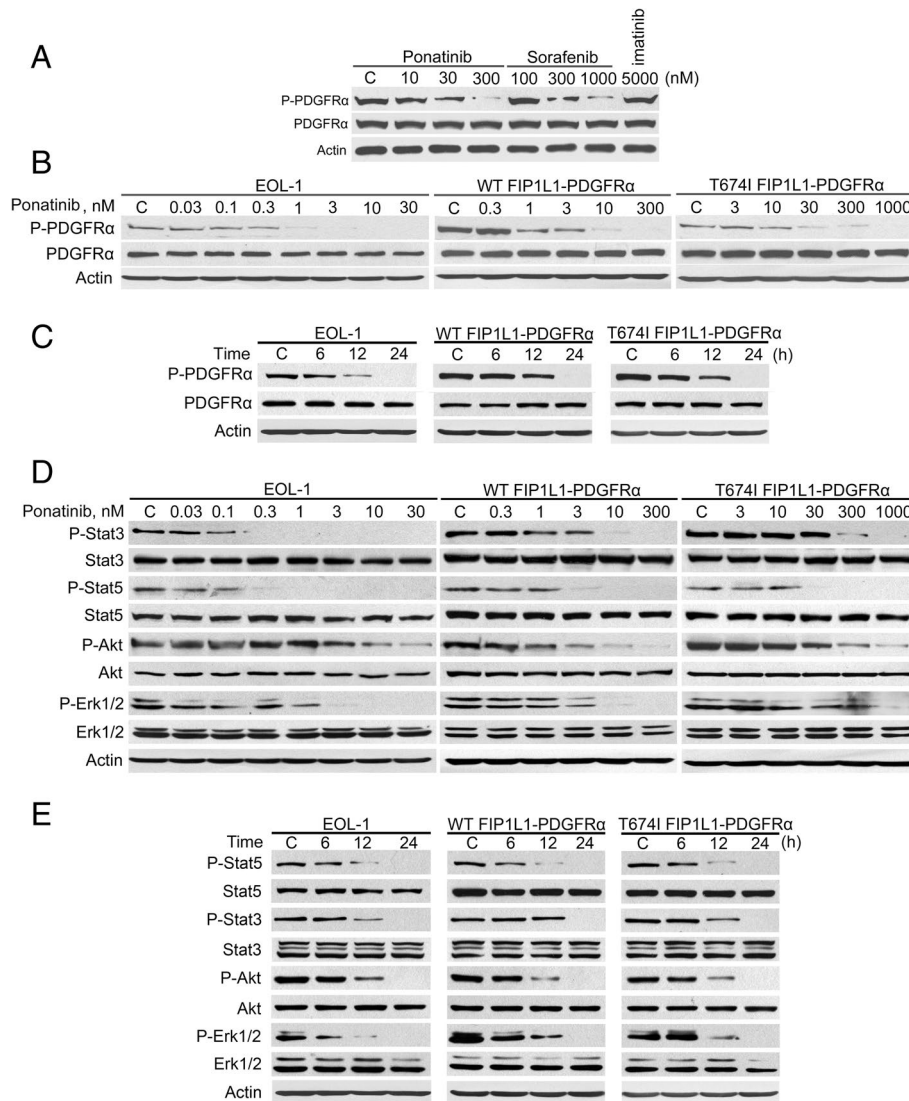 A
Ponatinib Sorafenib imatinib
C 10 30 300 100 300 1000 5000 (nM)
P-PDGFRα
PDGFRα
Actin
B
EOL-1 WT FIP1L1-PDGFRα T674I FIP1L1-PDGFRα
Ponatinib , nM C 0.03 0.1 0.3 1 3 10 30 C 0.3 1 3 10 300 C 3 10 30 300 1000
P-PDGFRα
PDGFRα
Actin
C
EOL-1 WT FIP1L1-PDGFRα T674I FIP1L1-PDGFRα
Time C 6 12 24 C 6 12 24 C 6 12 24 (h)
P-PDGFRα
PDGFRα
Actin
D
EOL-1 WT FIP1L1-PDGFRα T674I FIP1L1-PDGFRα
Ponatinib, nM C 0.03 0.1 0.3 1 3 10 30 C 0.3 1 3 10 300 C 3 10 30 300 1000
P-Stat3
Stat3
P-Stat5
Stat5
P-Akt
Akt
P-Erk1/2
Erk1/2
Actin
E
EOL-1 WT FIP1L1-PDGFRα T674I FIP1L1-PDGFRα
Time C 6 12 24 C 6 12 24 C 6 12 24 (h)
P-Stat5
Stat5
P-Stat3
Stat3
P-Akt
Akt
P-Erk1/2
Erk1/2
Actin